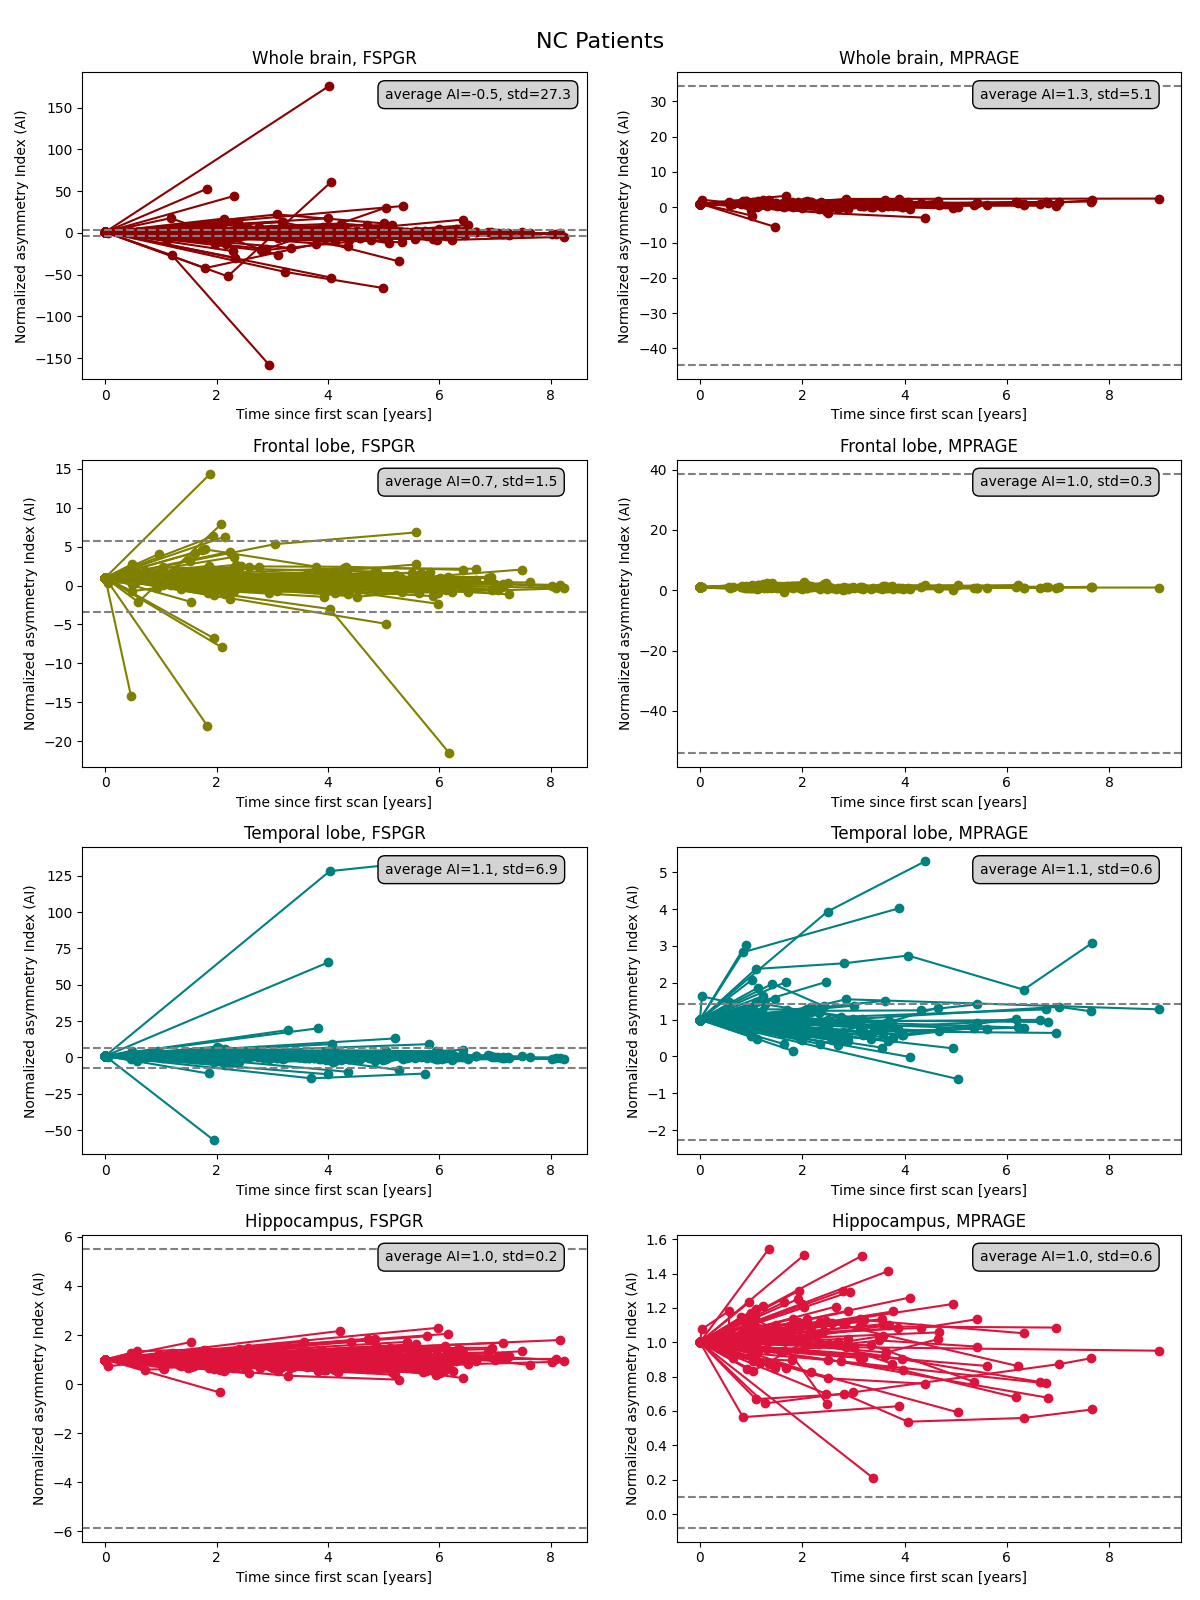 NC Patients
Whole brain, FSPGR
Normalized asymmetry Index (AI)
150
100
50
0
−50
−100
−150
average AI=-0.5, std=27.3
0 2 4 6 8
Time since first scan [years]
Whole brain, MPRAGE
Normalized asymmetry Index (AI)
30
20
10
0
−10
−20
−30
−40
average AI=1.3, std=5.1
0 2 4 6 8
Time since first scan [years]
Frontal lobe, FSPGR
Normalized asymmetry Index (AI)
15
10
5
0
−5
−10
−15
−20
average AI=0.7, std=1.5
0 2 4 6 8
Time since first scan [years]
Frontal lobe, MPRAGE
Normalized asymmetry Index (AI)
40
20
0
−20
−40
average AI=1.0, std=0.3
0 2 4 6 8
Time since first scan [years]
Temporal lobe, FSPGR
Normalized asymmetry Index (AI)
125
100
75
50
25
0
−25
−50
average AI=1.1, std=6.9
0 2 4 6 8
Time since first scan [years]
Temporal lobe, MPRAGE
Normalized asymmetry Index (AI)
5
4
3
2
1
0
−1
−2
average AI=1.1, std=0.6
0 2 4 6 8
Time since first scan [years]
Hippocampus, FSPGR
Normalized asymmetry Index (AI)
6
4
2
0
−2
−4
−6
average AI=1.0, std=0.2
0 2 4 6 8
Time since first scan [years]
Hippocampus, MPRAGE
Normalized asymmetry Index (AI)
1.6
1.4
1.2
1.0
0.8
0.6
0.4
0.2
0.0
average AI=1.0, std=0.6
0 2 4 6 8
Time since first scan [years]